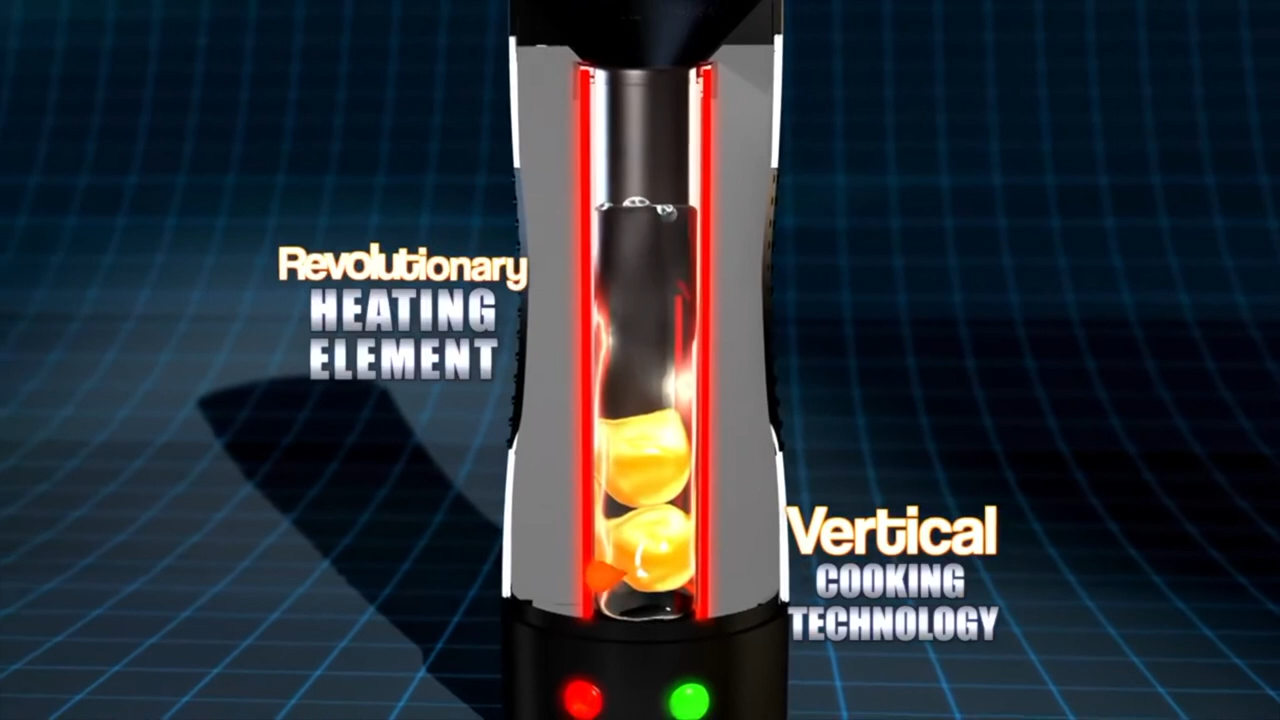 Revolutionary
HEATING
ELEMENT
Vertical
COOKING
TECHNOLOGY